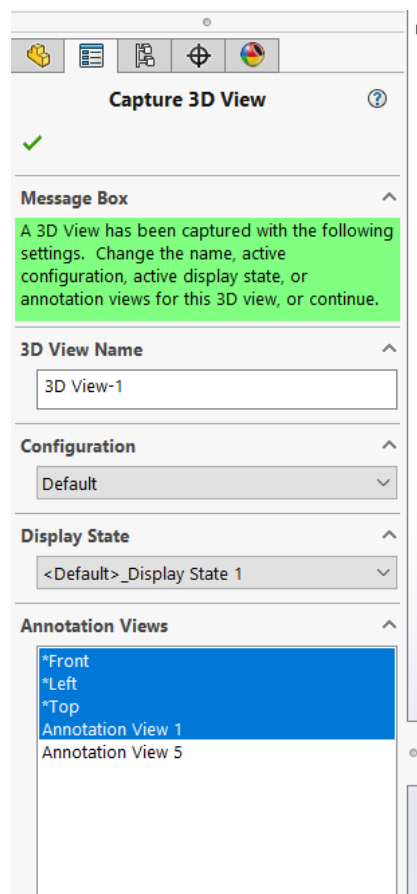 Capture 3D View
?
Message Box
A 3D View has been captured with the following
settings. Change the name, active
configuration, active display state, or
annotation views for this 3D view, or continue.
3D View Name
3D View-1
Configuration
Default
Display State
<Default>_Display State 1
Annotation Views
*Front
*Left
*Top
Annotation View 1
Annotation View 5